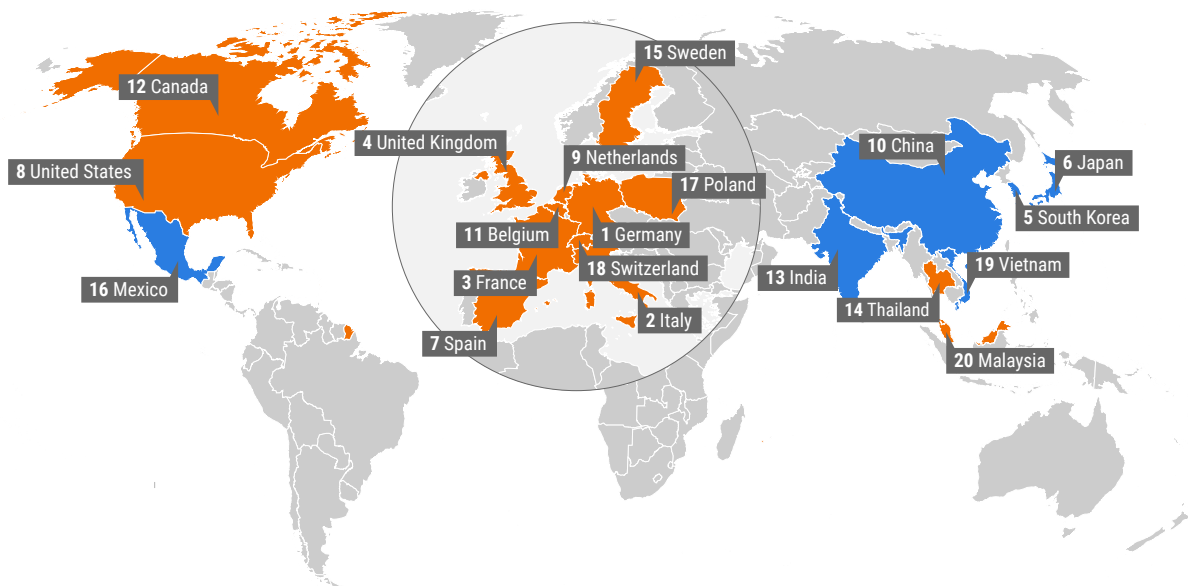 15 Sweden
12 Canada
4 United Kingdom
10 China
9 Netherlands
6 Japan
8 United States
17 Poland
5 South Korea
11 Belgium
1 Germany
19 Vietnam
18 Switzerland
13 India
3 France
16 Mexico
14 Thailand
2 Italy
7 Spain
20 Malaysia